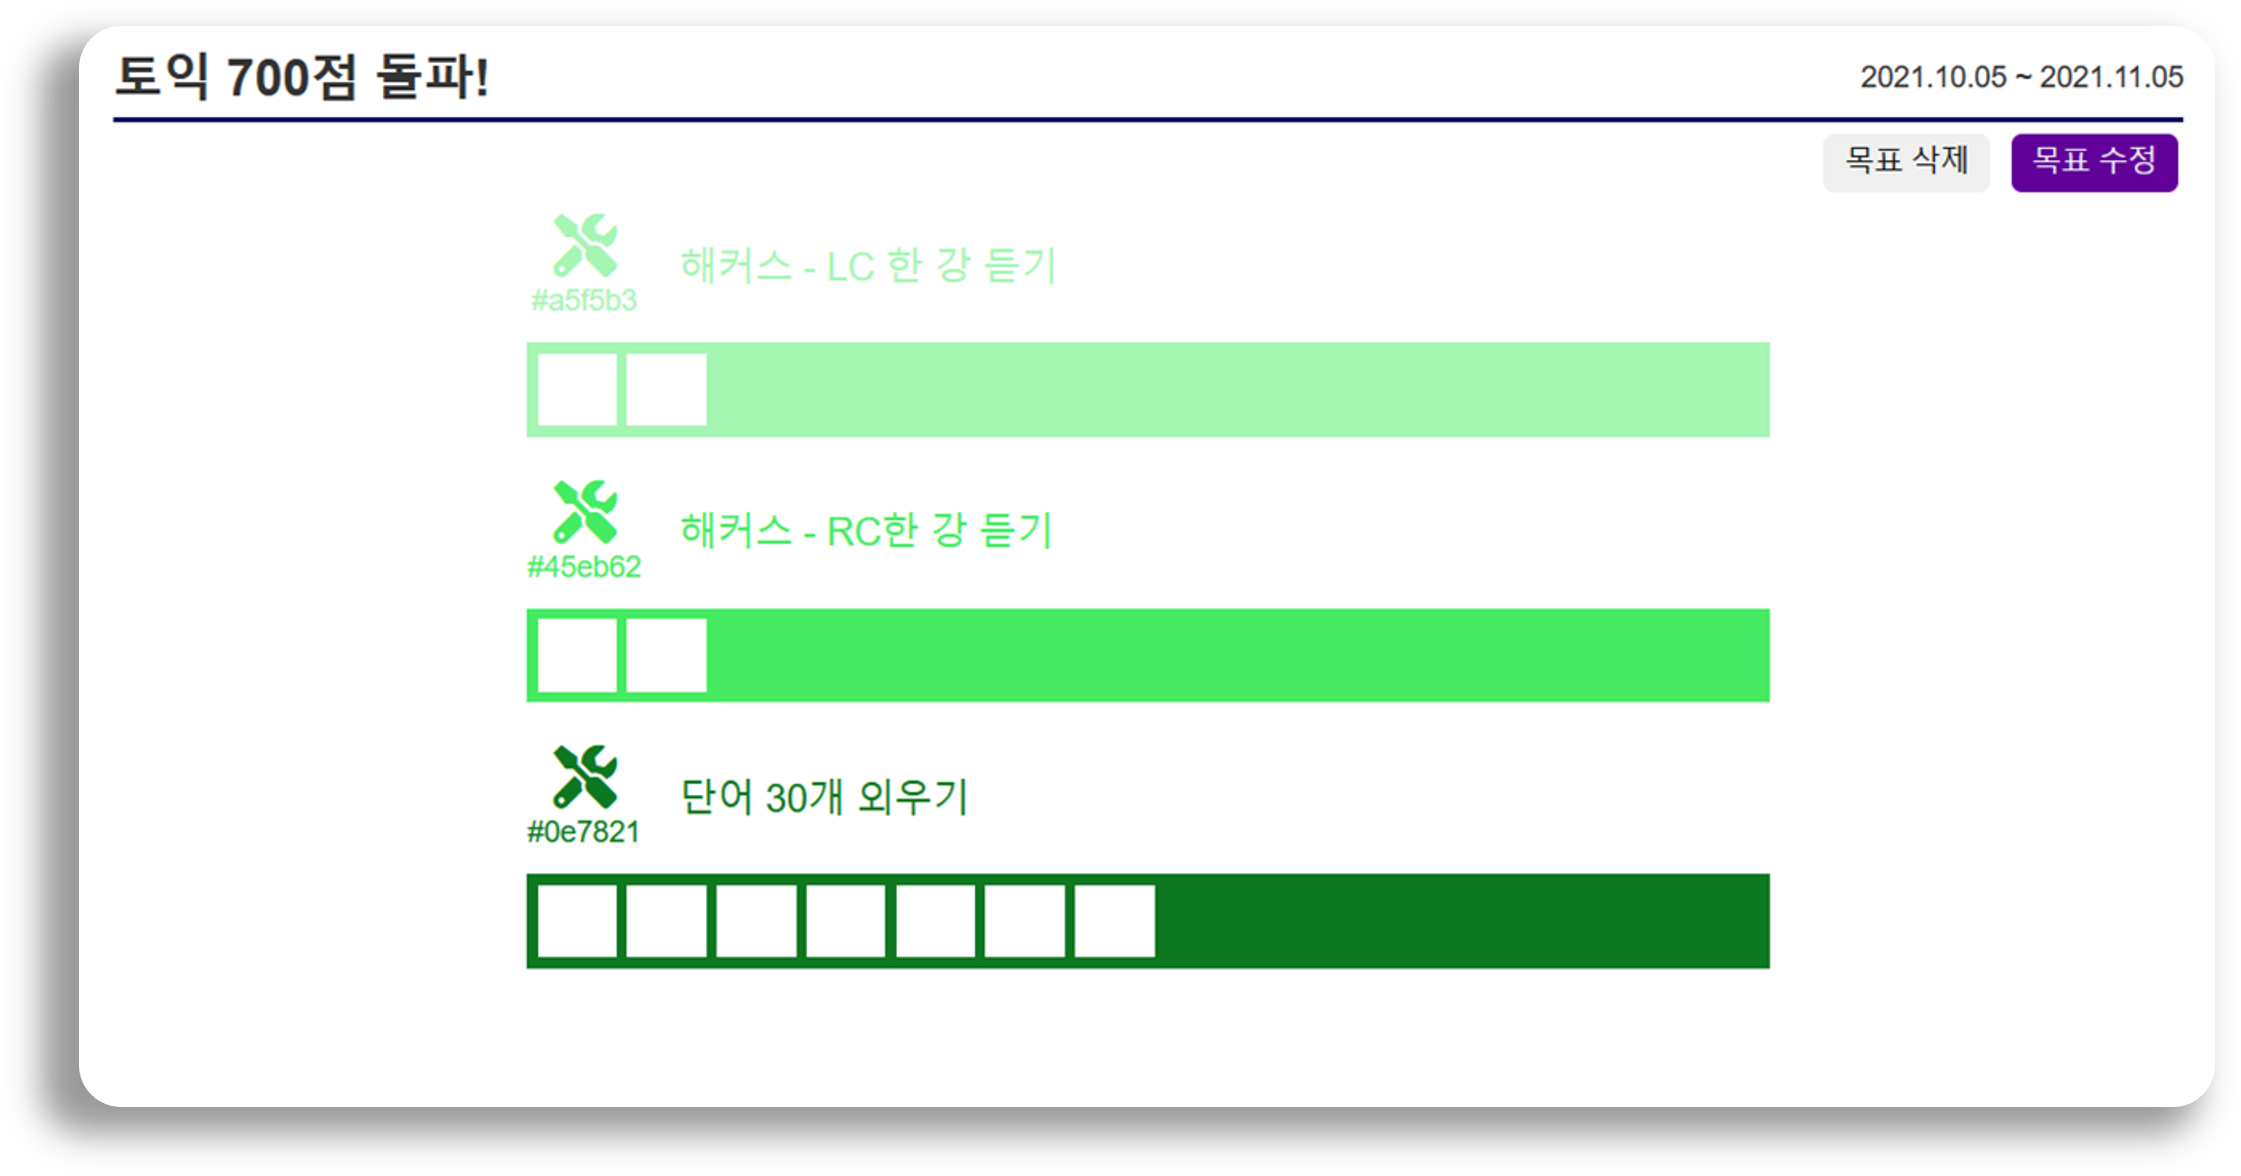 토익 700점 돌파!
2021.10.05 ~ 2021.11.05
목표 삭제
목표 수정
해커스 - LC 한 강 듣기
#a5f5b3
해커스 - RC한 강 듣기
#45eb62
단어 30개 외우기
#0e7821